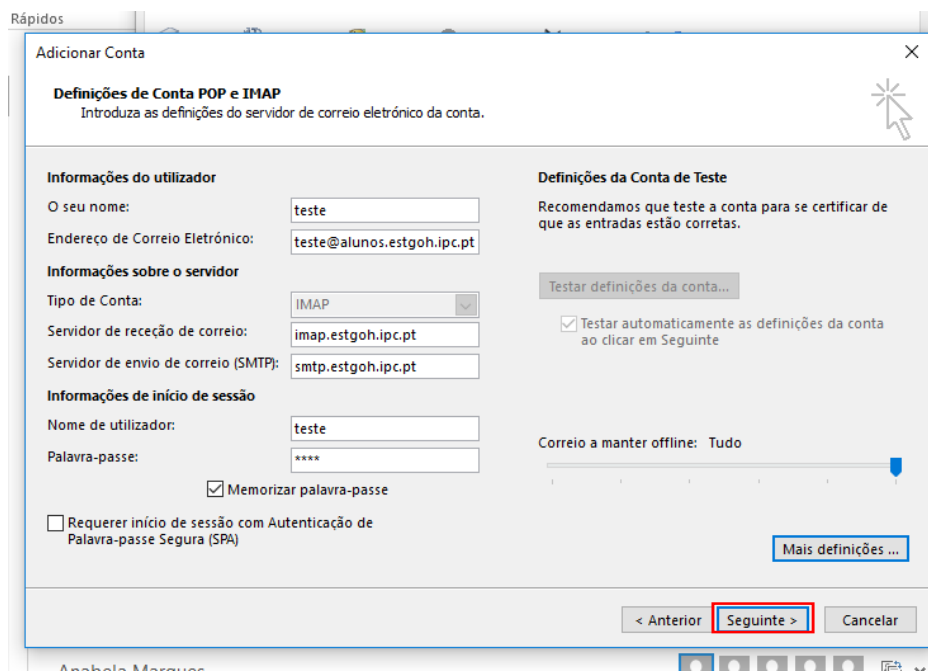 Rápidos
Adicionar Conta
Definições de Conta POP e IMAP
Introduza as definições do servidor de correio eletrónico da conta.
Informações do utilizador
O seu nome:
teste
Endereço de Correio Eletrónico:
teste@alunos.estgoh.ipc.pt
Informações sobre o servidor
Tipo de Conta:
IMAP
Servidor de receção de correio:
imap.estgoh.ipc.pt
Servidor de envio de correio (SMTP):
smtp.estgoh.ipc.pt
Informações de início de sessão
Nome de utilizador:
teste
Palavra-passe:
****
Memorizar palavra-passe
Requerer início de sessão com Autenticação de
Palavra-passe Segura (SPA)
Definições da Conta de Teste
Recomendamos que teste a conta para se certificar de
que as entradas estão corretas.
Testar definições da conta...
Testar automaticamente as definições da conta
ao clicar em Seguinte
Correio a manter offline: Tudo
Mais definições ...
< Anterior
Seguinte >
Cancelar
Anabela Marques